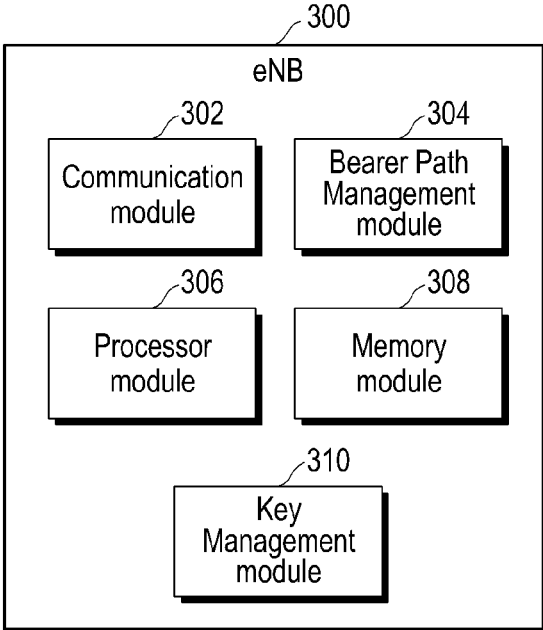 300
eNB
302
304
Communication
module
Bearer Path
Management
module
306
308
Processor
module
Memory
module
310
Key
Management
module